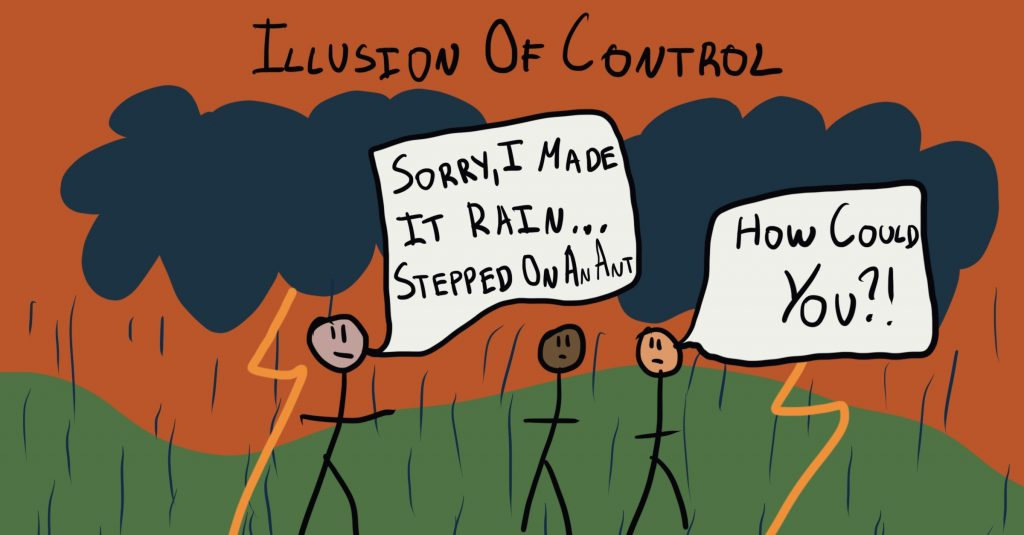 Illusion Of Control
Sorry, I Made
It Rain...
Stepped On An Ant
How Could
You?!